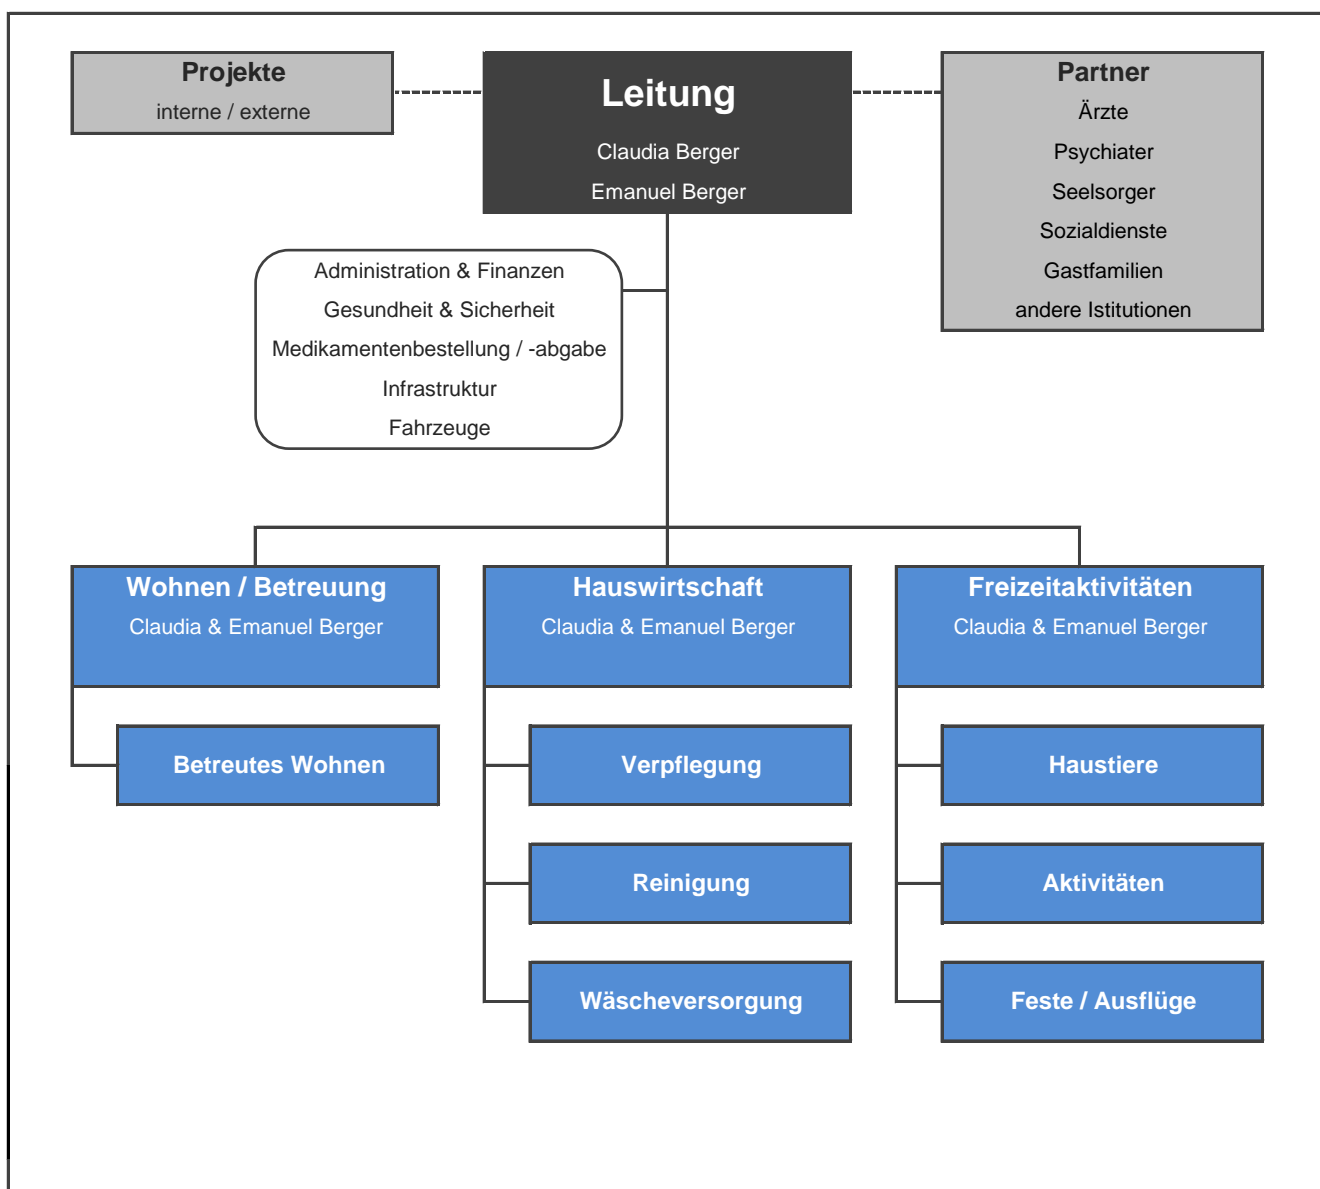 Projekte
interne / externe
Leitung
Claudia Berger
Emanuel Berger
Partner
Ärzte
Psychiater
Seelsorger
Sozialdienste
Gastfamilien
andere Istitutionen
Administration & Finanzen
Gesundheit & Sicherheit
Medikamentenbestellung / -abgabe
Infrastruktur
Fahrzeuge
Wohnen / Betreuung
Claudia & Emanuel Berger
Betreutes Wohnen
Hauswirtschaft
Claudia & Emanuel Berger
Verpflegung
Reinigung
Wäscheversorgung
Freizeitaktivitäten
Claudia & Emanuel Berger
Haustiere
Aktivitäten
Feste / Ausflüge